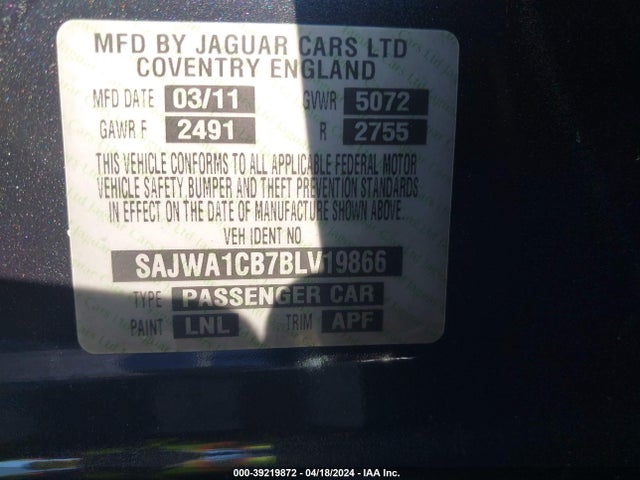 MFD BY JAGUAR CARS LTD
COVENTRY ENGLAND
MFD DATE 03/11 GVWR 5072
GAWR F 2491 R 2755
THIS VEHICLE CONFORMS TO ALL APPLICABLE FEDERAL MOTOR
VEHICLE SAFETY, BUMPER AND THEFT PREVENTION STANDARDS
IN EFFECT ON THE DATE OF MANUFACTURE SHOWN ABOVE.
VEH IDENT NO
SAJWA1CB7BLV19866
TYPE PASSENGER CAR
PAINT LNL TRIM APF
000-39219872 - 04/18/2024 - IAA Inc.